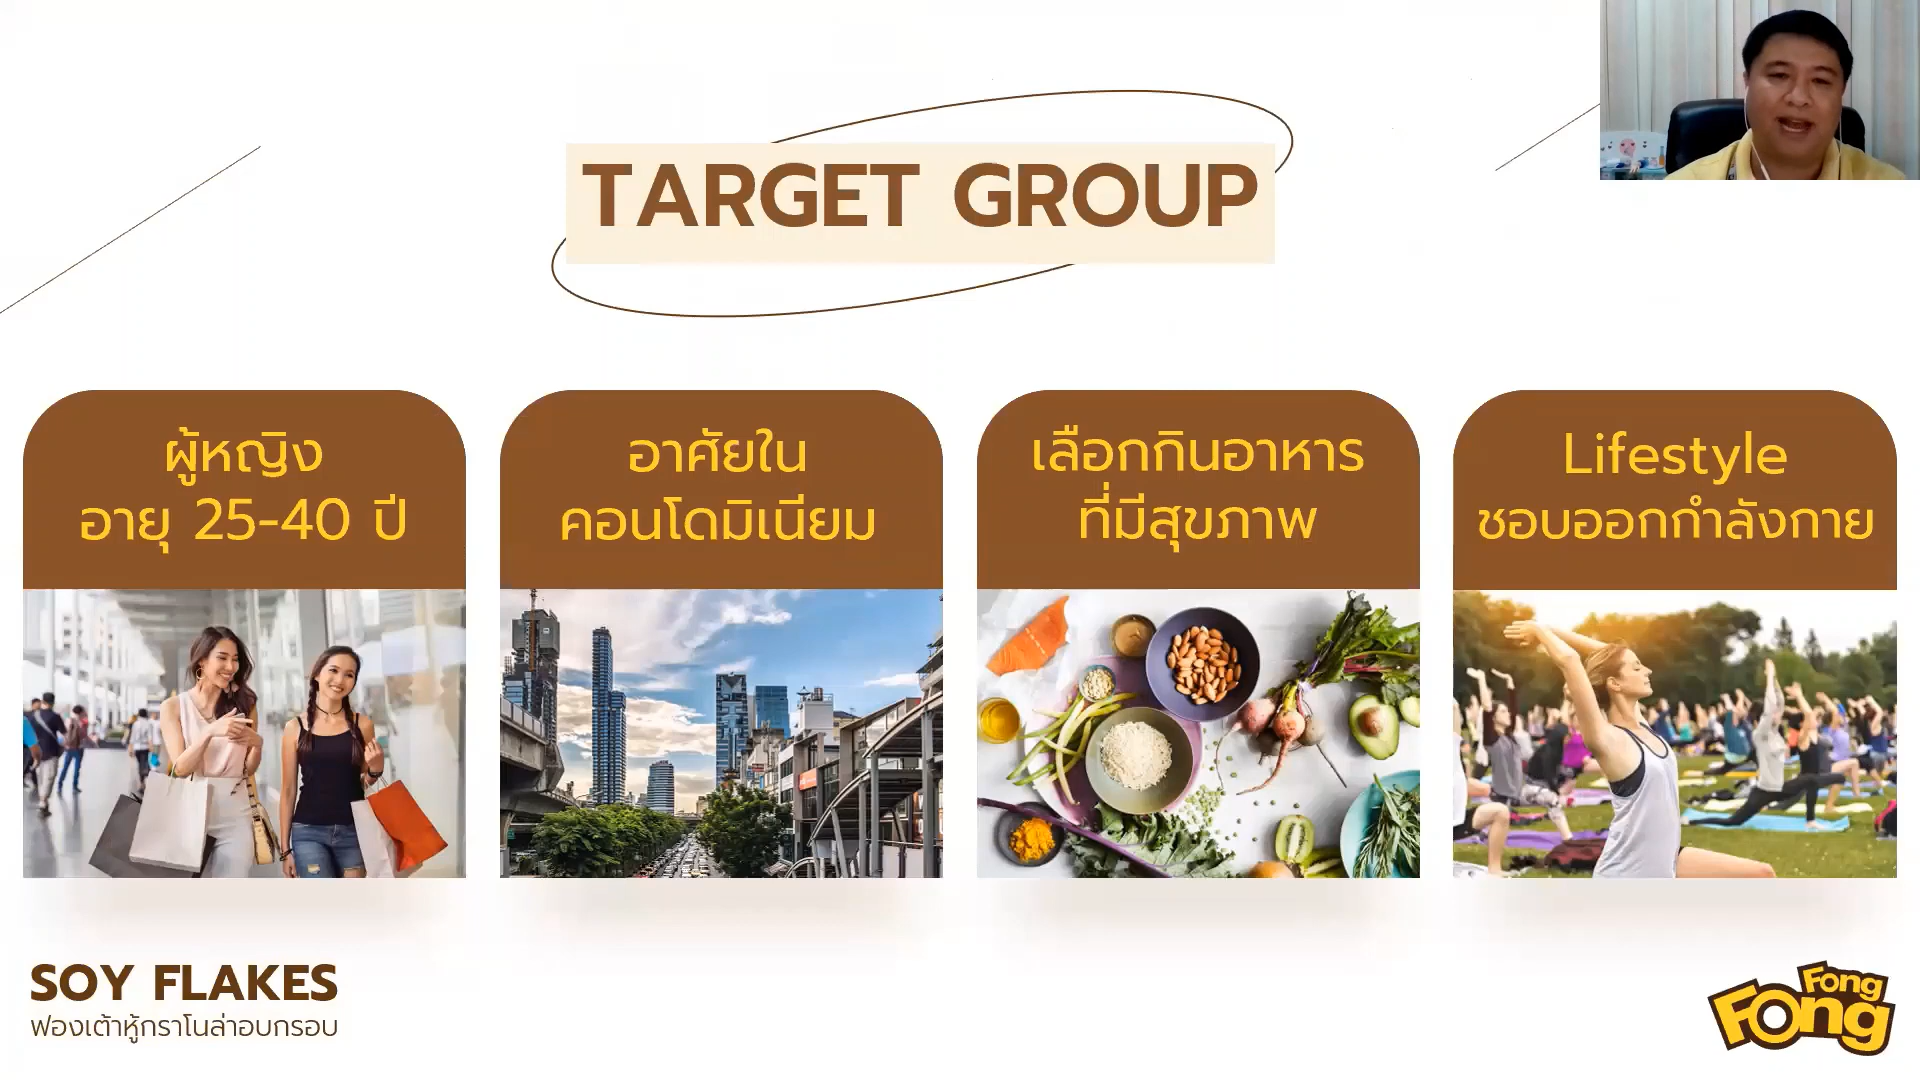 TARGET GROUP
ผู้หญิง
อายุ 25-40 ปี
อาศัยใน
คอนโดมิเนียม
เลือกกินอาหาร
ที่มีสุขภาพ
Lifestyle
ชอบออกกำลังกาย
SOY FLAKES
ฟองเต้าหู้กราโนล่าอบกรอบ
Fong
Fong